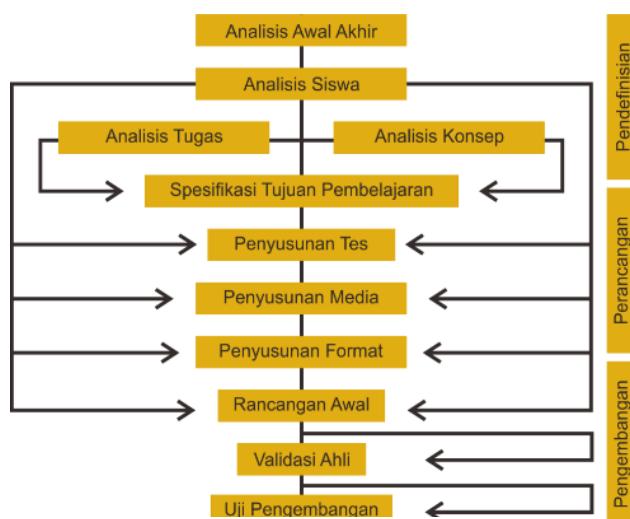 Analisis Awal Akhir
Analisis Siswa
Analisis Tugas
Analisis Konsep
Spesifikasi Tujuan Pembelajaran
Penyusunan Tes
Penyusunan Media
Penyusunan Format
Rancangan Awal
Validasi Ahli
Uji Pengembangan
Pendefinisian
Perancangan
Pengembangan